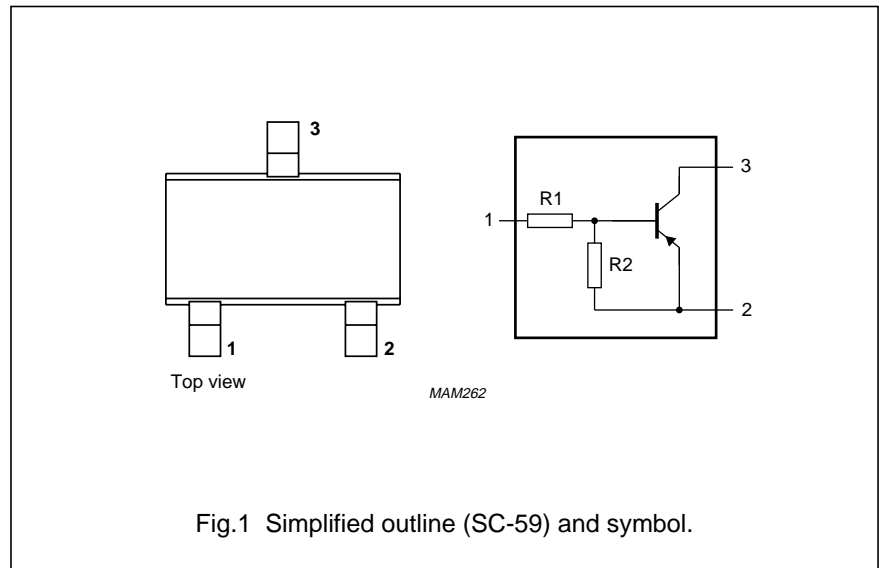 3
1
2
Top view
MAM262
1
R1
R2
3
2
Fig.1 Simplified outline (SC-59) and symbol.